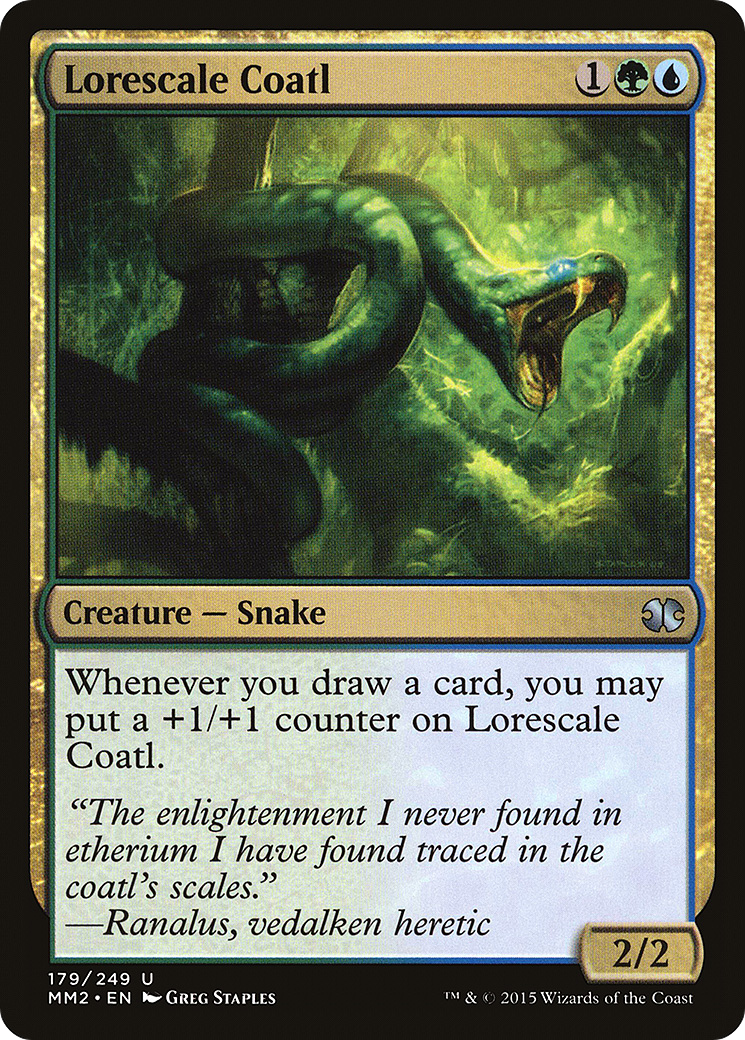 Lorescale Coatl
1
Creature — Snake
Whenever you draw a card, you may
put a +1/+1 counter on Lorescale
Coatl.
“The enlightenment I never found in
etherium I have found traced in the
coatl’s scales.”
—Ranalus, vedalken heretic
2/2
179/249 U
MM2 • EN Greg Staples
™ & © 2015 Wizards of the Coast